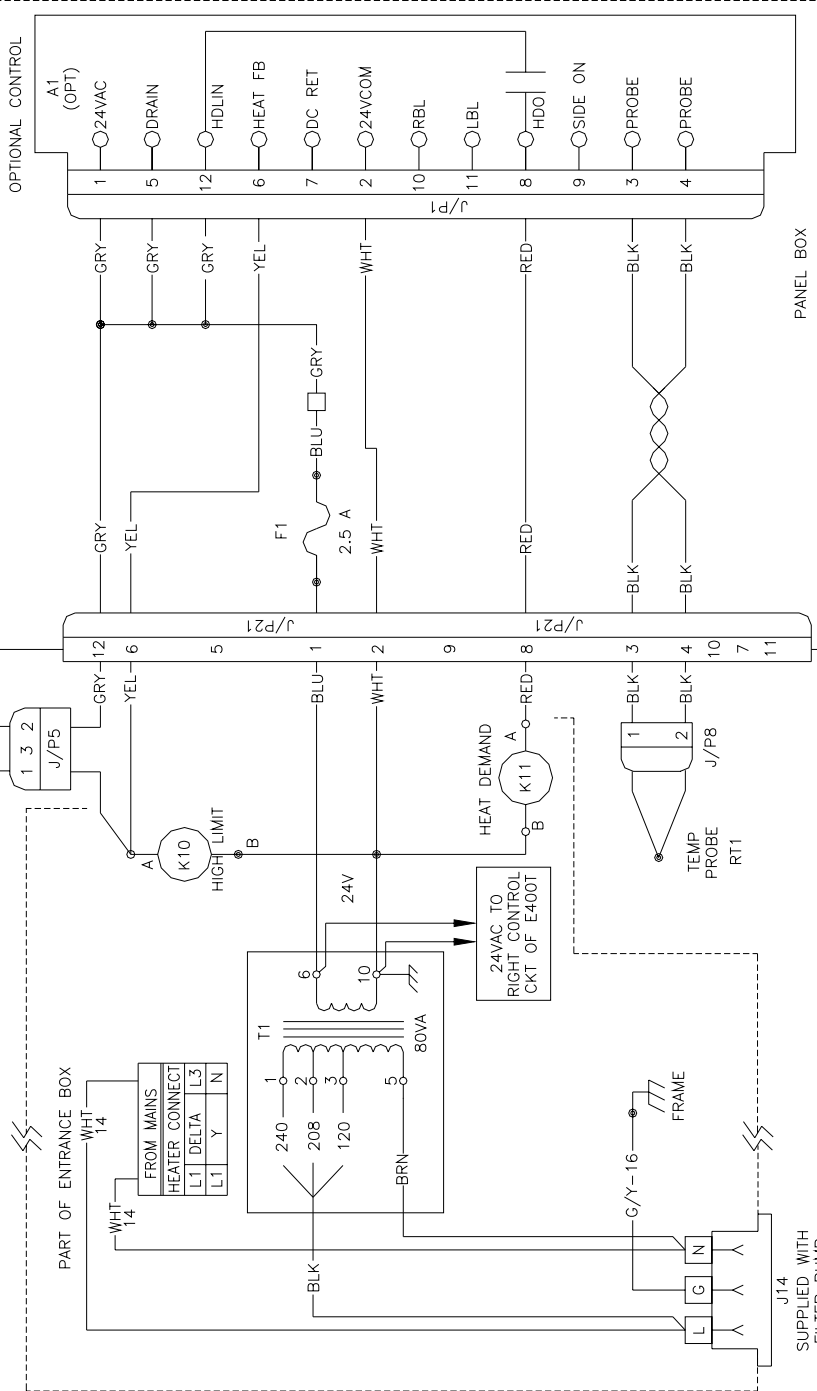 OPTIONAL CONTROL
A1
(OPT)
24VAC
DRAIN
HDLIN
HEAT FB
DC RET
24VCOM
RBL
LBL
HDO
SIDE ON
PROBE
PROBE
1
5
12
6
7
2
10
11
8
9
3
4
J/P1
GRY
GRY
GRY
YEL
WHT
RED
BLK
BLK
PANEL BOX
GRY
BLU
F1
2.5 A
GRY
YEL
WHT
RED
BLK
BLK
J/P21
J/P21
12
6
5
1
2
9
8
3
4
10
7
11
GRY
YEL
BLU
WHT
RED
BLK
BLK
1 3 2
J/P5
A
K10
HIGH LIMIT
B
24V
HEAT DEMAND
A
K11
B
1
2
J/P8
TEMP
PROBE
RT1
24VAC TO
RIGHT CONTROL
CKT OF E400T
6
10
T1
80VA
1
2
3
5
240
208
120
BRN
BLK
PART OF ENTRANCE BOX
WHT
14
WHT
14
FROM MAINS
HEATER CONNECT
L1 DELTA L3
L1 Y N
G/Y-16
FRAME
L
G
N
J14
SUPPLIED WITH
FILTER PUMP